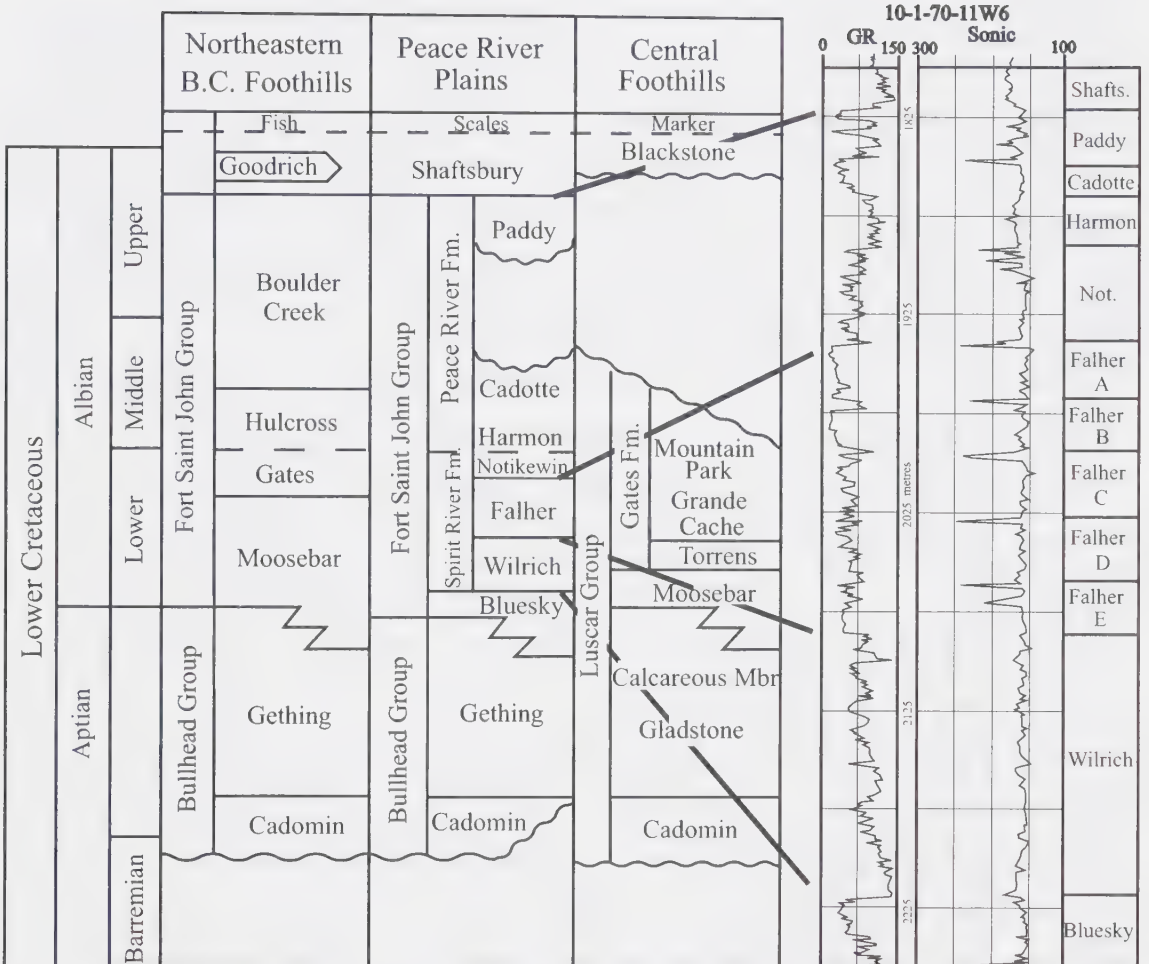 10-1-70-11W6
0 GR 150 300 Sonic 100
Northeastern
B.C. Foothills
Peace River
Plains
Central
Foothills
Fish Scales Marker
Goodrich
Shaftsbury
Blackstone
Lower Cretaceous
Albian
Aptian
Upper
Middle
Lower
Barremian
Fort Saint John Group
Bullhead Group
Boulder
Creek
Hulcross
Gates
Moosebar
Gething
Cadomin
Fort Saint John Group
Bullhead Group
Peace River Fm.
Spirit River Fm.
Paddy
Cadotte
Harmon
Notikewin
Falher
Wilrich
Bluesky
Gething
Cadomin
Luscar Group
Gates Fm.
Mountain
Park
Grande
Cache
Torrens
Moosebar
Calcareous Mbr
Gladstone
Cadomin
1825
1925
2025 metres
2125
2225
Shafts.
Paddy
Cadotte
Harmon
Not.
Falher
A
Falher
B
Falher
C
Falher
D
Falher
E
Wilrich
Bluesky